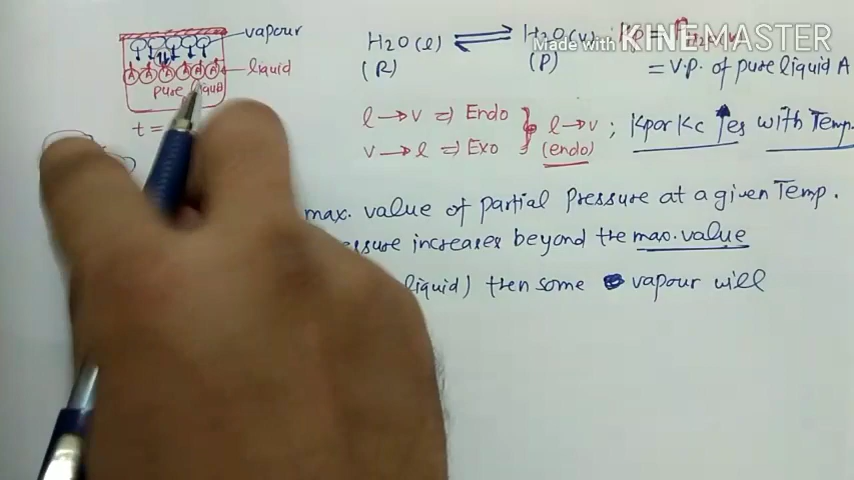 vapour
liquid
A A A A A A
pure liquid
t =
H2O(l) ⇌ H2O(v) ; Kp = P
(R) (P)
= V.P. of pure liquid A
l → v ⇒ Endo
v → l ⇒ Exo
l → v ; Kp or Kc ↑es with Temp.
(endo)
max. value of partial pressure at a given Temp.
essure increases beyond the max. value
liquid) then some vapour will
Made with KINEMASTER